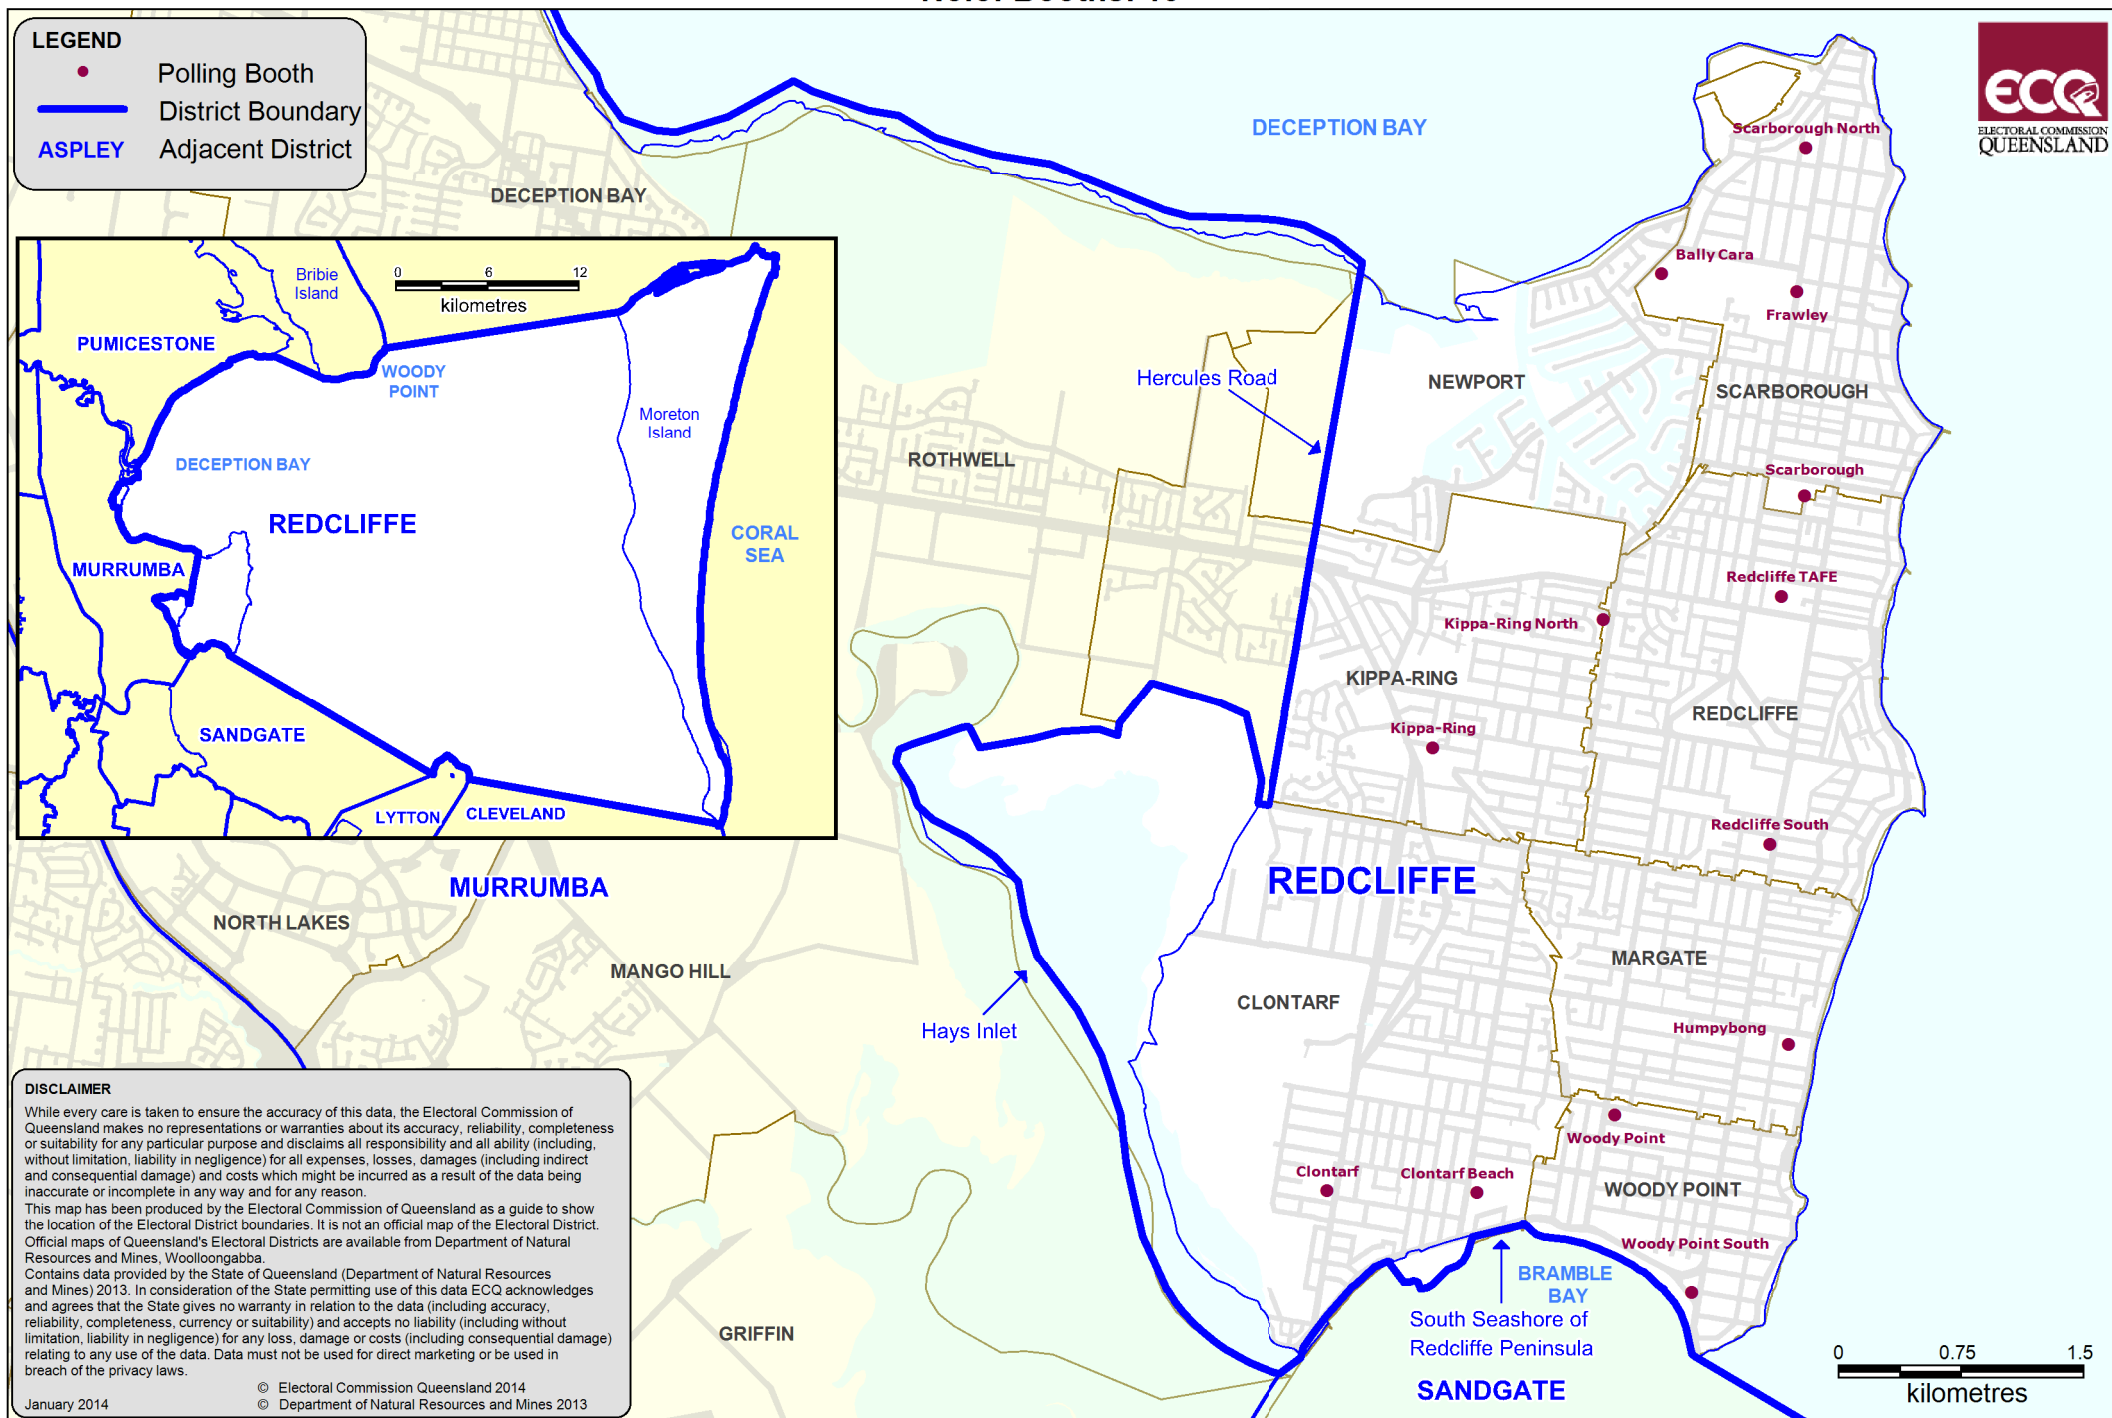 LEGEND
Polling Booth
District Boundary
ASPLEY Adjacent District
ECQ
ELECTORAL COMMISSION
QUEENSLAND
DECEPTION BAY
DECEPTION BAY
Scarborough North
Bally Cara
Frawley
Hercules Road
NEWPORT
SCARBOROUGH
ROTHWELL
Scarborough
Redcliffe TAFE
Kippa-Ring North
KIPPA-RING
REDCLIFFE
Kippa-Ring
Redcliffe South
REDCLIFFE
MURRUMBA
NORTH LAKES
MANGO HILL
MARGATE
CLONTARF
Hays Inlet
Humpybong
Woody Point
Clontarf
Clontarf Beach
WOODY POINT
Woody Point South
BRAMBLE
BAY
South Seashore of
Redcliffe Peninsula
GRIFFIN
SANDGATE
0 0.75 1.5
kilometres
Bribie
Island
0 6 12
kilometres
PUMICESTONE
WOODY
POINT
Moreton
Island
DECEPTION BAY
REDCLIFFE
CORAL
SEA
MURRUMBA
SANDGATE
LYTTON
CLEVELAND
DISCLAIMER
While every care is taken to ensure the accuracy of this data, the Electoral Commission of
Queensland makes no representations or warranties about its accuracy, reliability, completeness
or suitability for any particular purpose and disclaims all responsibility and all ability (including,
without limitation, liability in negligence) for all expenses, losses, damages (including indirect
and consequential damage) and costs which might be incurred as a result of the data being
inaccurate or incomplete in any way and for any reason.
This map has been produced by the Electoral Commission of Queensland as a guide to show
the location of the Electoral District boundaries. It is not an official map of the Electoral District.
Official maps of Queensland's Electoral Districts are available from Department of Natural
Resources and Mines, Woolloongabba.
Contains data provided by the State of Queensland (Department of Natural Resources
and Mines) 2013. In consideration of the State permitting use of this data ECQ acknowledges
and agrees that the State gives no warranty in relation to the data (including accuracy,
reliability, completeness, currency or suitability) and accepts no liability (including without
limitation, liability in negligence) for any loss, damage or costs (including consequential damage)
relating to any use of the data. Data must not be used for direct marketing or be used in
breach of the privacy laws.
© Electoral Commission Queensland 2014
January 2014 © Department of Natural Resources and Mines 2013